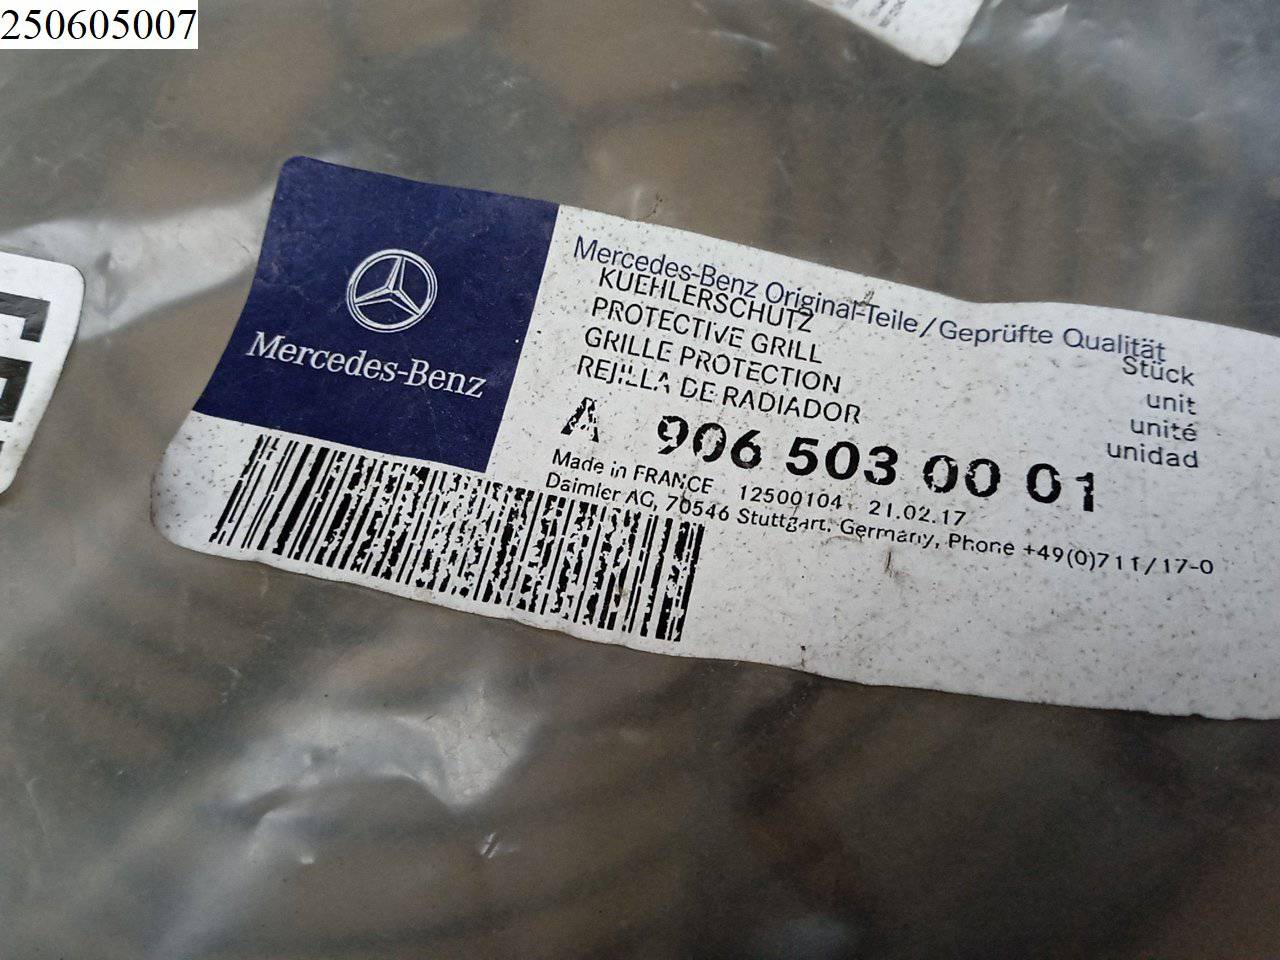 250605007
Mercedes-Benz
Mercedes-Benz Original-Teile/Geprüfte Qualität
KUEHLERSCHUTZ
Stück
PROTECTIVE GRILL
unit
GRILLE PROTECTION
unité
REJILLA DE RADIADOR
unidad
A 906 503 00 01
Made in FRANCE 12500104 21.02.17
Daimler AG, 70546 Stuttgart, Germany, Phone +49(0)711/17-0